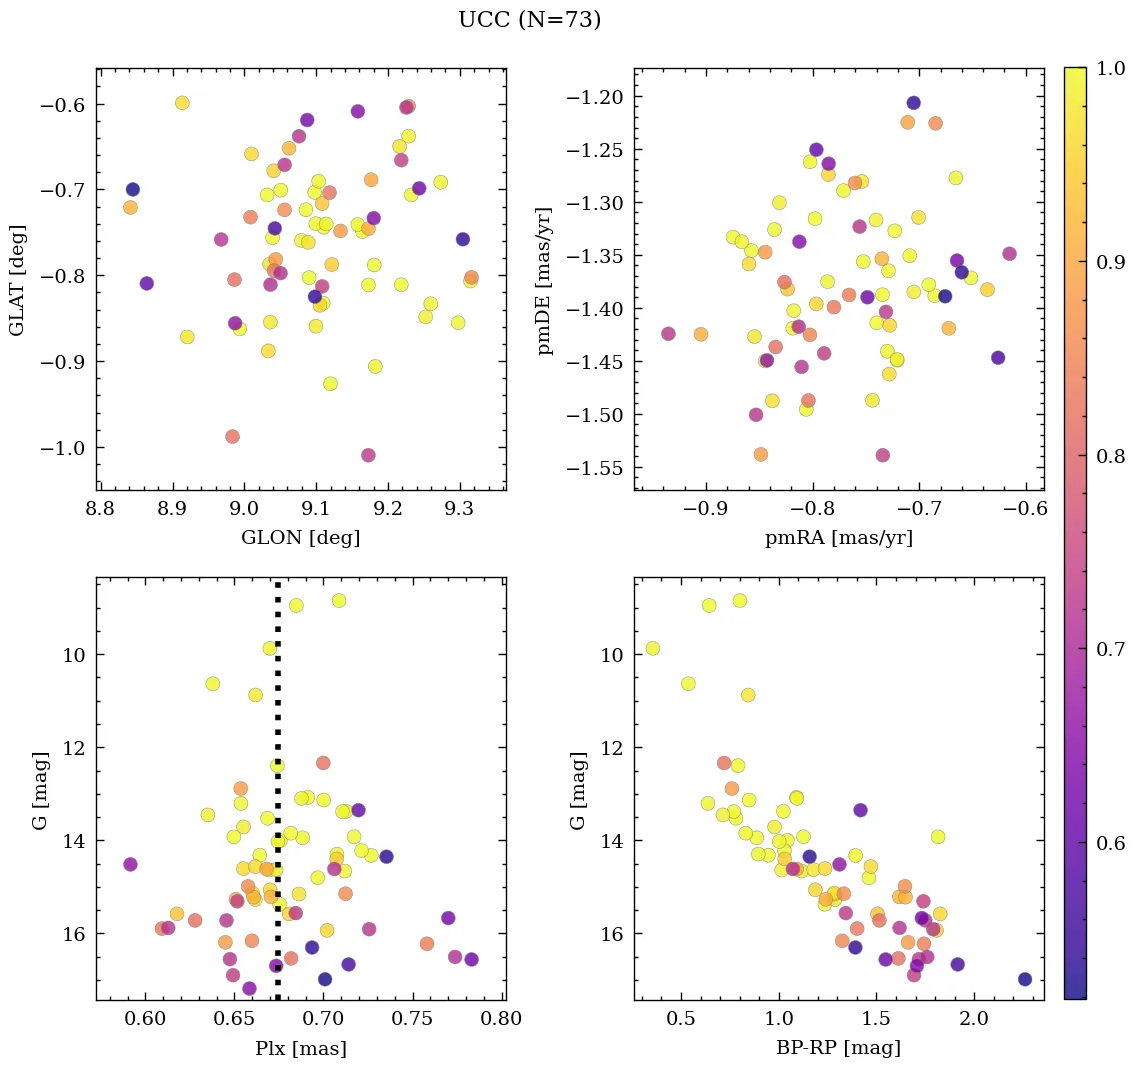 UCC (N=73)
−0.6
−0.7
−0.8
−0.9
−1.0
GLAT [deg]
8.8 8.9 9.0 9.1 9.2 9.3
GLON [deg]
−1.20
−1.25
−1.30
−1.35
−1.40
−1.45
−1.50
−1.55
pmDE [mas/yr]
−0.9 −0.8 −0.7 −0.6
pmRA [mas/yr]
1.0
0.9
0.8
0.7
0.6
10
12
14
16
G [mag]
0.60 0.65 0.70 0.75 0.80
Plx [mas]
10
12
14
16
G [mag]
0.5 1.0 1.5 2.0
BP-RP [mag]